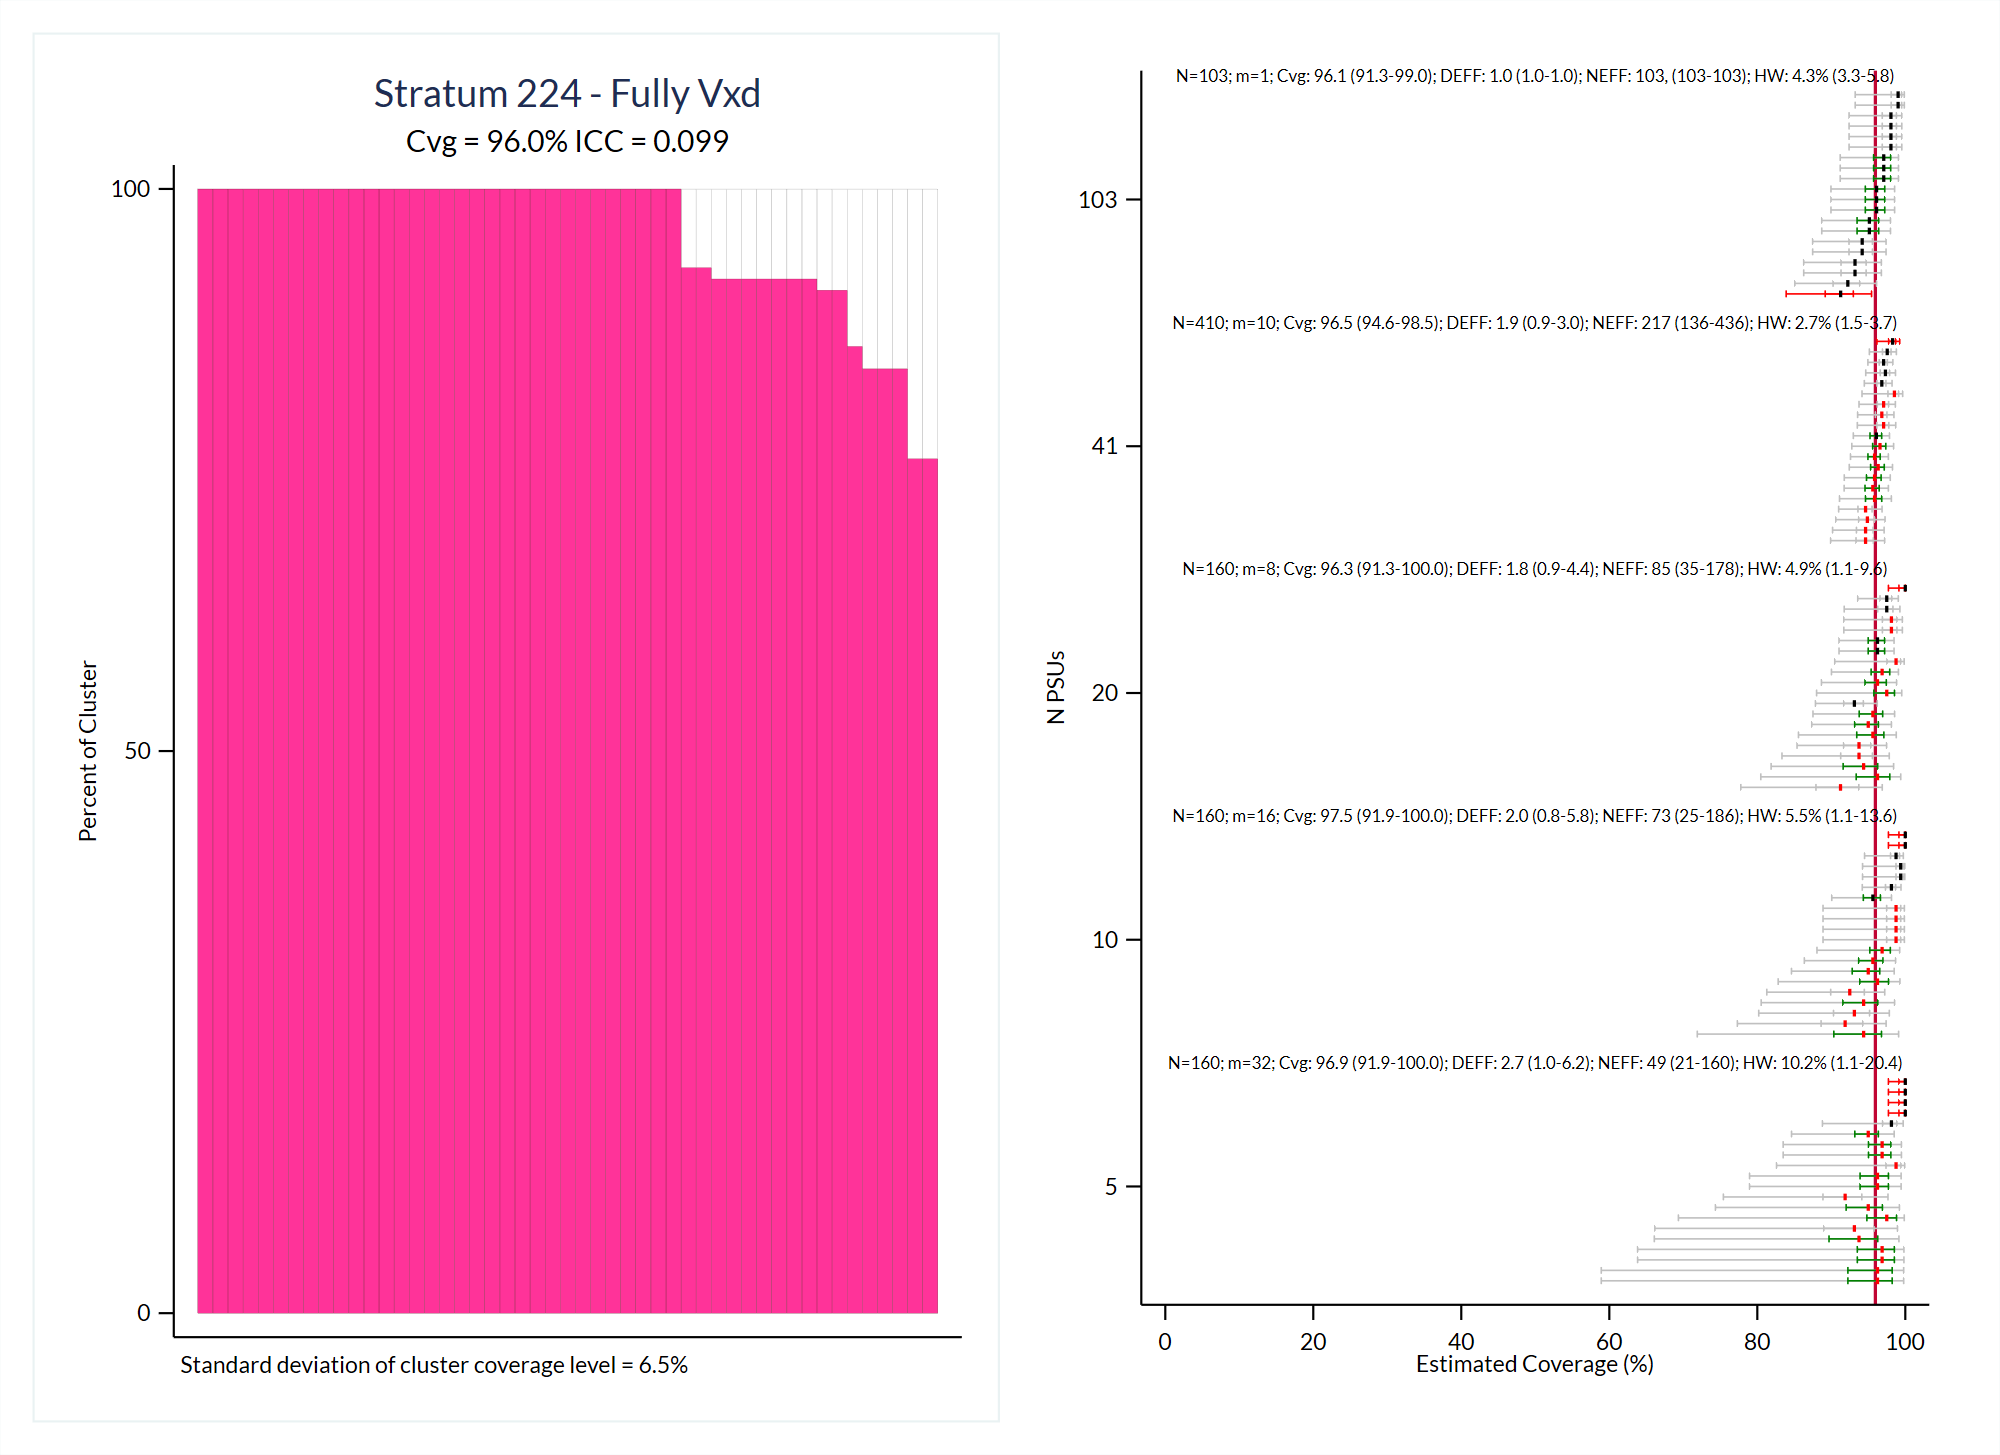 Stratum 224 - Fully Vxd
Cvg = 96.0% ICC = 0.099
100
50
0
Percent of Cluster
Standard deviation of cluster coverage level = 6.5%
N=103; m=1; Cvg: 96.1 (91.3-99.0); DEFF: 1.0 (1.0-1.0); NEFF: 103, (103-103); HW: 4.3% (3.3-5.8)
103
N=410; m=10; Cvg: 96.5 (94.6-98.5); DEFF: 1.9 (0.9-3.0); NEFF: 217 (136-436); HW: 2.7% (1.5-3.7)
41
N=160; m=8; Cvg: 96.3 (91.3-100.0); DEFF: 1.8 (0.9-4.4); NEFF: 85 (35-178); HW: 4.9% (1.1-9.6)
20
N PSUs
N=160; m=16; Cvg: 97.5 (91.9-100.0); DEFF: 2.0 (0.8-5.8); NEFF: 73 (25-186); HW: 5.5% (1.1-13.6)
10
N=160; m=32; Cvg: 96.9 (91.9-100.0); DEFF: 2.7 (1.0-6.2); NEFF: 49 (21-160); HW: 10.2% (1.1-20.4)
5
0 20 40 60 80 100
Estimated Coverage (%)